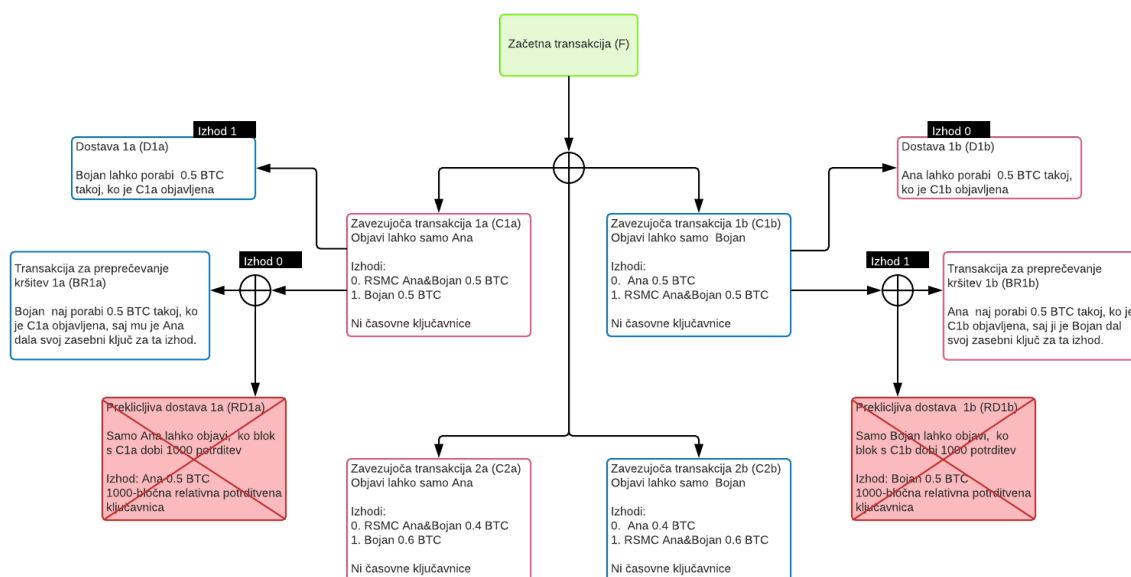 Začetna transakcija (F)
Izhod 1
Dostava 1a (D1a)
Bojan lahko porabi 0.5 BTC
takoj, ko je C1a objavljena
Izhod 0
Dostava 1b (D1b)
Ana lahko porabi 0.5 BTC takoj,
ko je C1b objavljena
Zavezujoča transakcija 1a (C1a)
Objavi lahko samo Ana
Izhodi:
0. RSMC Ana&Bojan 0.5 BTC
1. Bojan 0.5 BTC
Ni časovne ključavnice
Zavezujoča transakcija 1b (C1b)
Objavi lahko samo Bojan
Izhodi:
0. Ana 0.5 BTC
1. RSMC Ana&Bojan 0.5 BTC
Ni časovne ključavnice
Izhod 0
Transakcija za preprečevanje
kršitev 1a (BR1a)
Bojan naj porabi 0.5 BTC takoj, ko
je C1a objavljena, saj mu je Ana
dala svoj zasebni ključ za ta izhod.
Izhod 1
Transakcija za preprečevanje
kršitev 1b (BR1b)
Ana naj porabi 0.5 BTC takoj, ko je
C1b objavljena, saj ji je Bojan dal
svoj zasebni ključ za ta izhod.
Preklicljiva dostava 1a (RD1a)
Samo Ana lahko objavi, ko blok
s C1a dobi 1000 potrditev
Izhod: Ana 0.5 BTC
1000-bločna relativna potrditvena
ključavnica
Preklicljiva dostava 1b (RD1b)
Samo Bojan lahko objavi, ko
blok s C1b dobi 1000 potrditev
Izhod: Bojan 0.5 BTC
1000-bločna relativna potrditvena
ključavnica
Zavezujoča transakcija 2a (C2a)
Objavi lahko samo Ana
Izhodi:
0. RSMC Ana&Bojan 0.4 BTC
1. Bojan 0.6 BTC
Ni časovne ključavnice
Zavezujoča transakcija 2b (C2b)
Objavi lahko samo Bojan
Izhodi:
0. Ana 0.4 BTC
1. RSMC Ana&Bojan 0.6 BTC
Ni časovne ključavnice